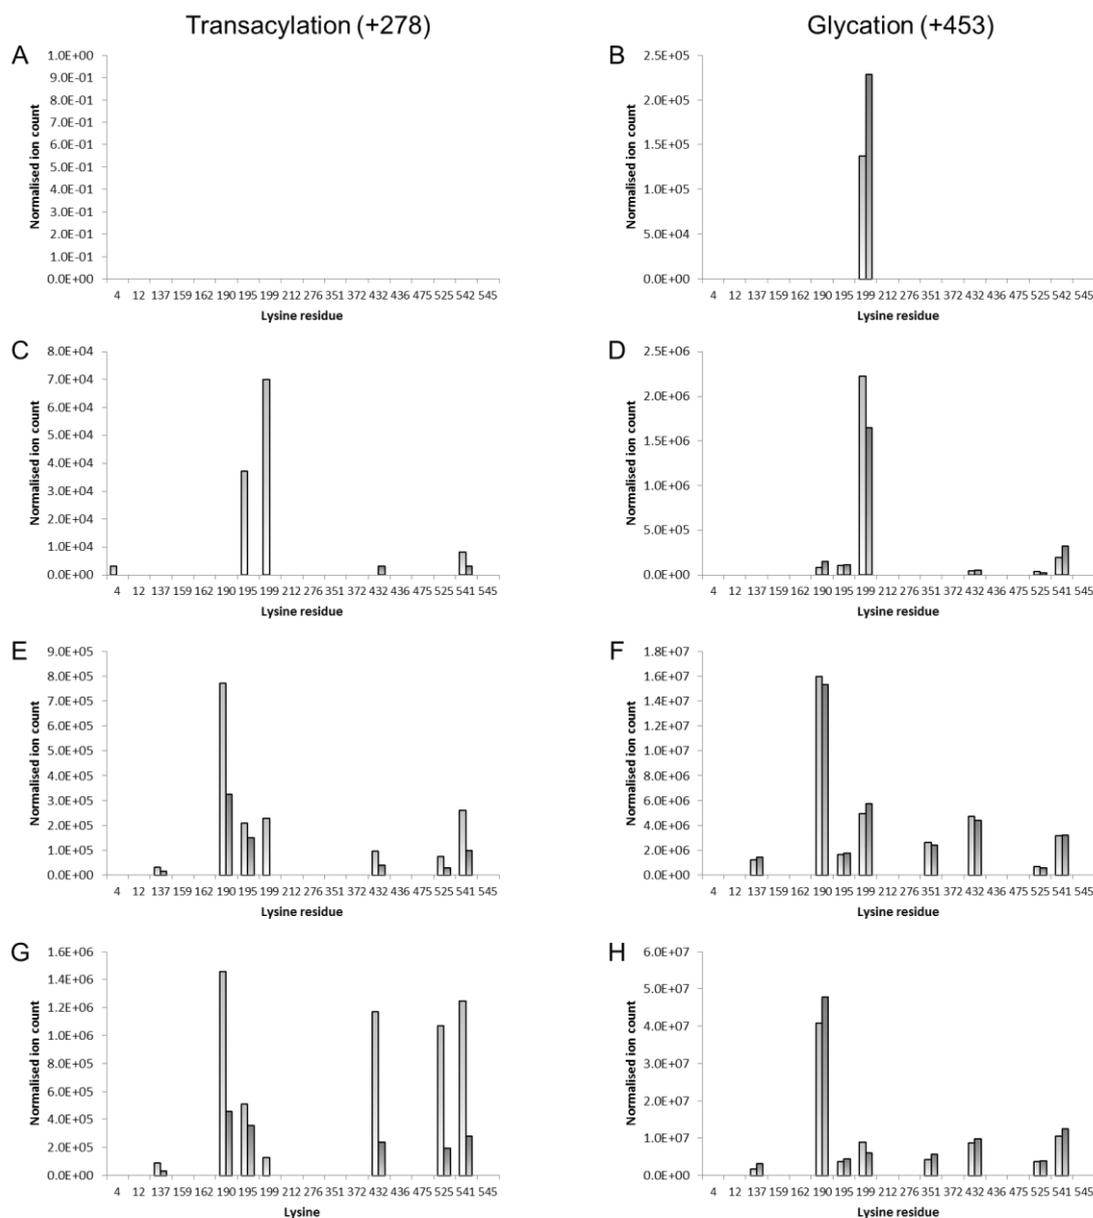 Transacylation (+278)
Glycation (+453)
A
1.0E+00
9.0E-01
8.0E-01
7.0E-01
6.0E-01
5.0E-01
4.0E-01
3.0E-01
2.0E-01
1.0E-01
0.0E+00
Normalised ion count
4 12 137 159 162 190 195 199 212 276 351 372 432 436 475 525 542 545
Lysine residue
B
2.5E+05
2.0E+05
1.5E+05
1.0E+05
5.0E+04
0.0E+00
Normalised ion count
4 12 137 159 162 190 195 199 212 276 351 372 432 436 475 525 542 545
Lysine residue
C
8.0E+04
7.0E+04
6.0E+04
5.0E+04
4.0E+04
3.0E+04
2.0E+04
1.0E+04
0.0E+00
Normalised ion count
4 12 137 159 162 190 195 199 212 276 351 372 432 436 475 525 541 545
Lysine residue
D
2.5E+06
2.0E+06
1.5E+06
1.0E+06
5.0E+05
0.0E+00
Normalised ion count
4 12 137 159 162 190 195 199 212 276 351 372 432 436 475 525 541 545
Lysine residue
E
9.0E+05
8.0E+05
7.0E+05
6.0E+05
5.0E+05
4.0E+05
3.0E+05
2.0E+05
1.0E+05
0.0E+00
Normalised ion count
4 12 137 159 162 190 195 199 212 276 351 372 432 436 475 525 541 545
Lysine residue
F
1.8E+07
1.6E+07
1.4E+07
1.2E+07
1.0E+07
8.0E+06
6.0E+06
4.0E+06
2.0E+06
0.0E+00
Normalised ion count
4 12 137 159 162 190 195 199 212 276 351 372 432 436 475 525 541 545
Lysine residue
G
1.6E+06
1.4E+06
1.2E+06
1.0E+06
8.0E+05
6.0E+05
4.0E+05
2.0E+05
0.0E+00
Normalised ion count
4 12 137 159 162 190 195 199 212 276 351 372 432 436 475 525 541 545
Lysine
H
6.0E+07
5.0E+07
4.0E+07
3.0E+07
2.0E+07
1.0E+07
0.0E+00
Normalised ion count
4 12 137 159 162 190 195 199 212 276 351 372 432 436 475 525 541 545
Lysine residue